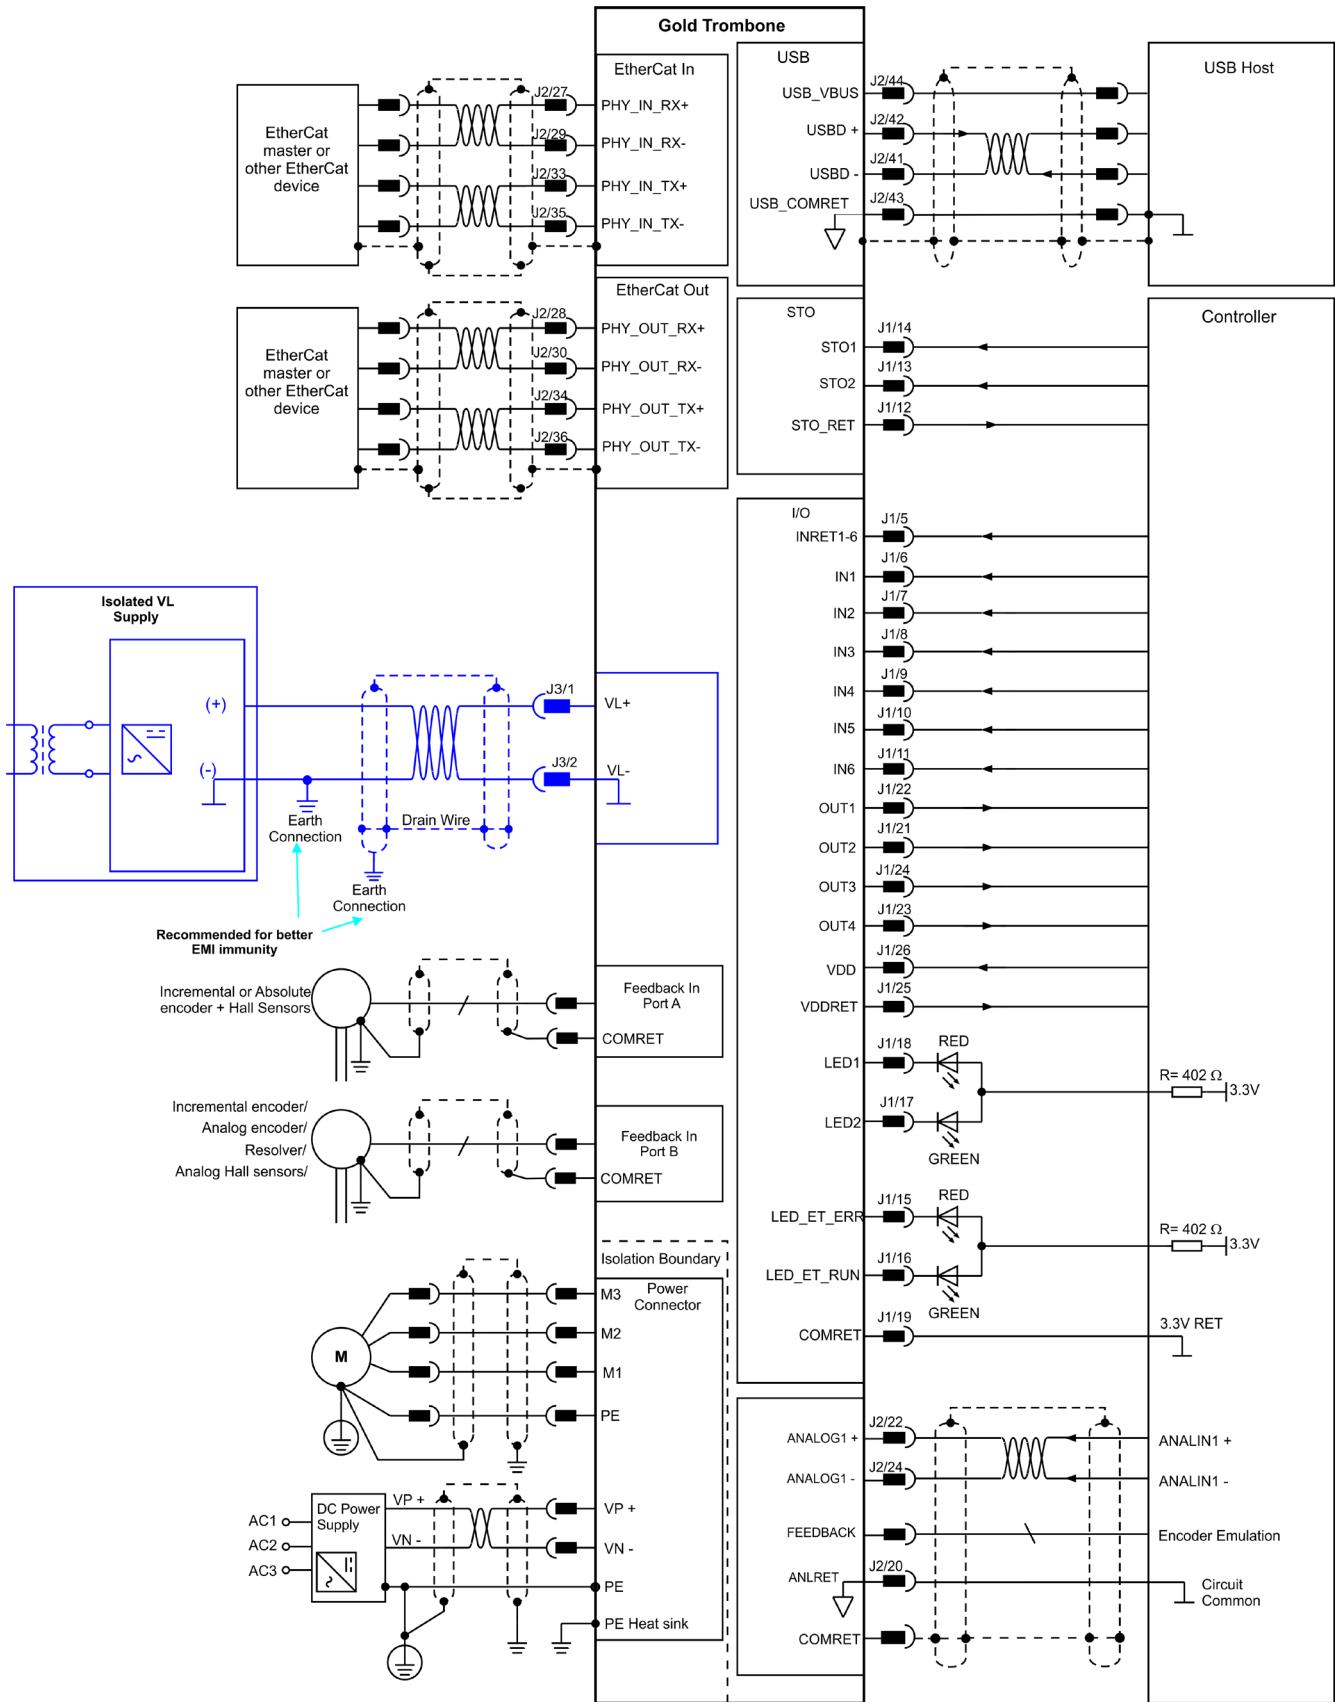 Gold Trombone
EtherCat In
EtherCat
master or
other EtherCat
device
J2/27
PHY_IN_RX+
J2/29
PHY_IN_RX-
J2/33
PHY_IN_TX+
J2/35
PHY_IN_TX-
EtherCat Out
EtherCat
master or
other EtherCat
device
J2/28
PHY_OUT_RX+
J2/30
PHY_OUT_RX-
J2/34
PHY_OUT_TX+
J2/36
PHY_OUT_TX-
Isolated VL
Supply
(+)
(-)
J3/1
VL+
J3/2
VL-
Earth
Connection
Drain Wire
Earth
Connection
Recommended for better
EMI immunity
Incremental or Absolute
encoder + Hall Sensors
Feedback In
Port A
COMRET
Incremental encoder/
Analog encoder/
Resolver/
Analog Hall sensors/
Feedback In
Port B
COMRET
Isolation Boundary
Power
Connector
M
M3
M2
M1
PE
DC Power
Supply
AC1
AC2
AC3
VP +
VN -
VP +
VN -
PE
PE Heat sink
USB
USB Host
J2/44
USB_VBUS
J2/42
USBD +
J2/41
USBD -
J2/43
USB_COMRET
STO
Controller
J1/14
STO1
J1/13
STO2
J1/12
STO_RET
I/O
J1/5
INRET1-6
J1/6
IN1
J1/7
IN2
J1/8
IN3
J1/9
IN4
J1/10
IN5
J1/11
IN6
J1/22
OUT1
J1/21
OUT2
J1/24
OUT3
J1/23
OUT4
J1/26
VDD
J1/25
VDDRET
J1/18
RED
LED1
R= 402 Ω
3.3V
J1/17
LED2
GREEN
J1/15
RED
LED_ET_ERR
R= 402 Ω
3.3V
J1/16
LED_ET_RUN
GREEN
J1/19
COMRET
3.3V RET
J2/22
ANALOG1 +
ANALIN1 +
J2/24
ANALOG1 -
ANALIN1 -
FEEDBACK
Encoder Emulation
J2/20
ANLRET
Circuit
Common
COMRET